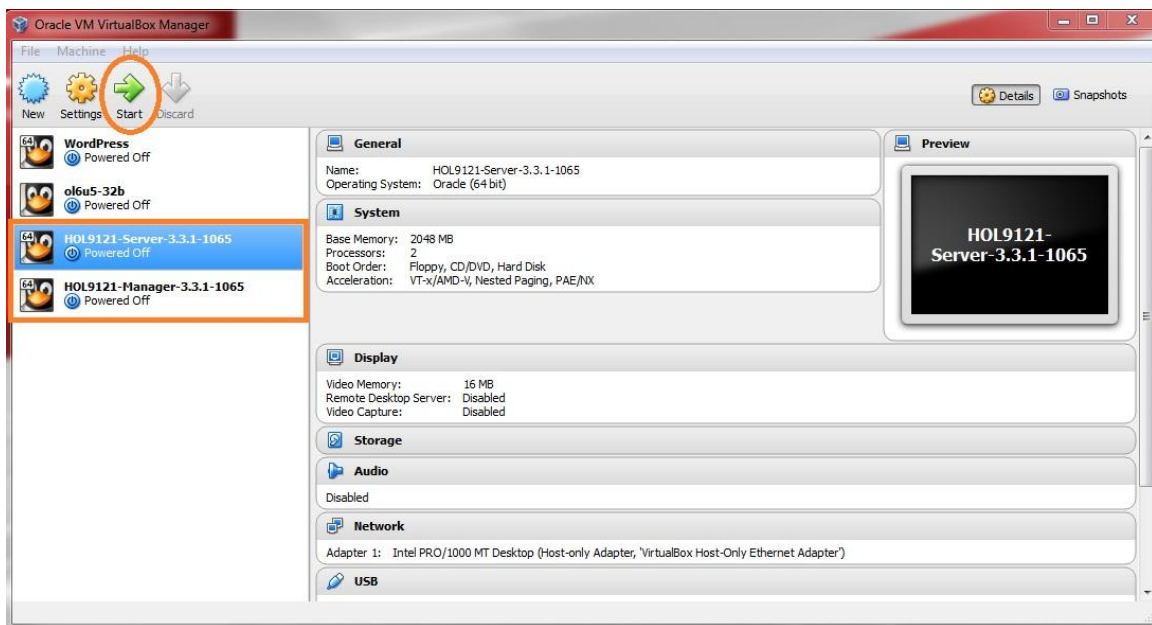 Oracle VM VirtualBox Manager
File Machine Help
New Settings Start Discard
Details Snapshots
64 WordPress
Powered Off
ol6u5-32b
Powered Off
64 HOL9121-Server-3.3.1-1065
Powered Off
64 HOL9121-Manager-3.3.1-1065
Powered Off
General
Name: HOL9121-Server-3.3.1-1065
Operating System: Oracle (64 bit)
System
Base Memory: 2048 MB
Processors: 2
Boot Order: Floppy, CD/DVD, Hard Disk
Acceleration: VT-x/AMD-V, Nested Paging, PAE/NX
Preview
HOL9121-
Server-3.3.1-1065
Display
Video Memory: 16 MB
Remote Desktop Server: Disabled
Video Capture: Disabled
Storage
Audio
Disabled
Network
Adapter 1: Intel PRO/1000 MT Desktop (Host-only Adapter, 'VirtualBox Host-Only Ethernet Adapter')
USB